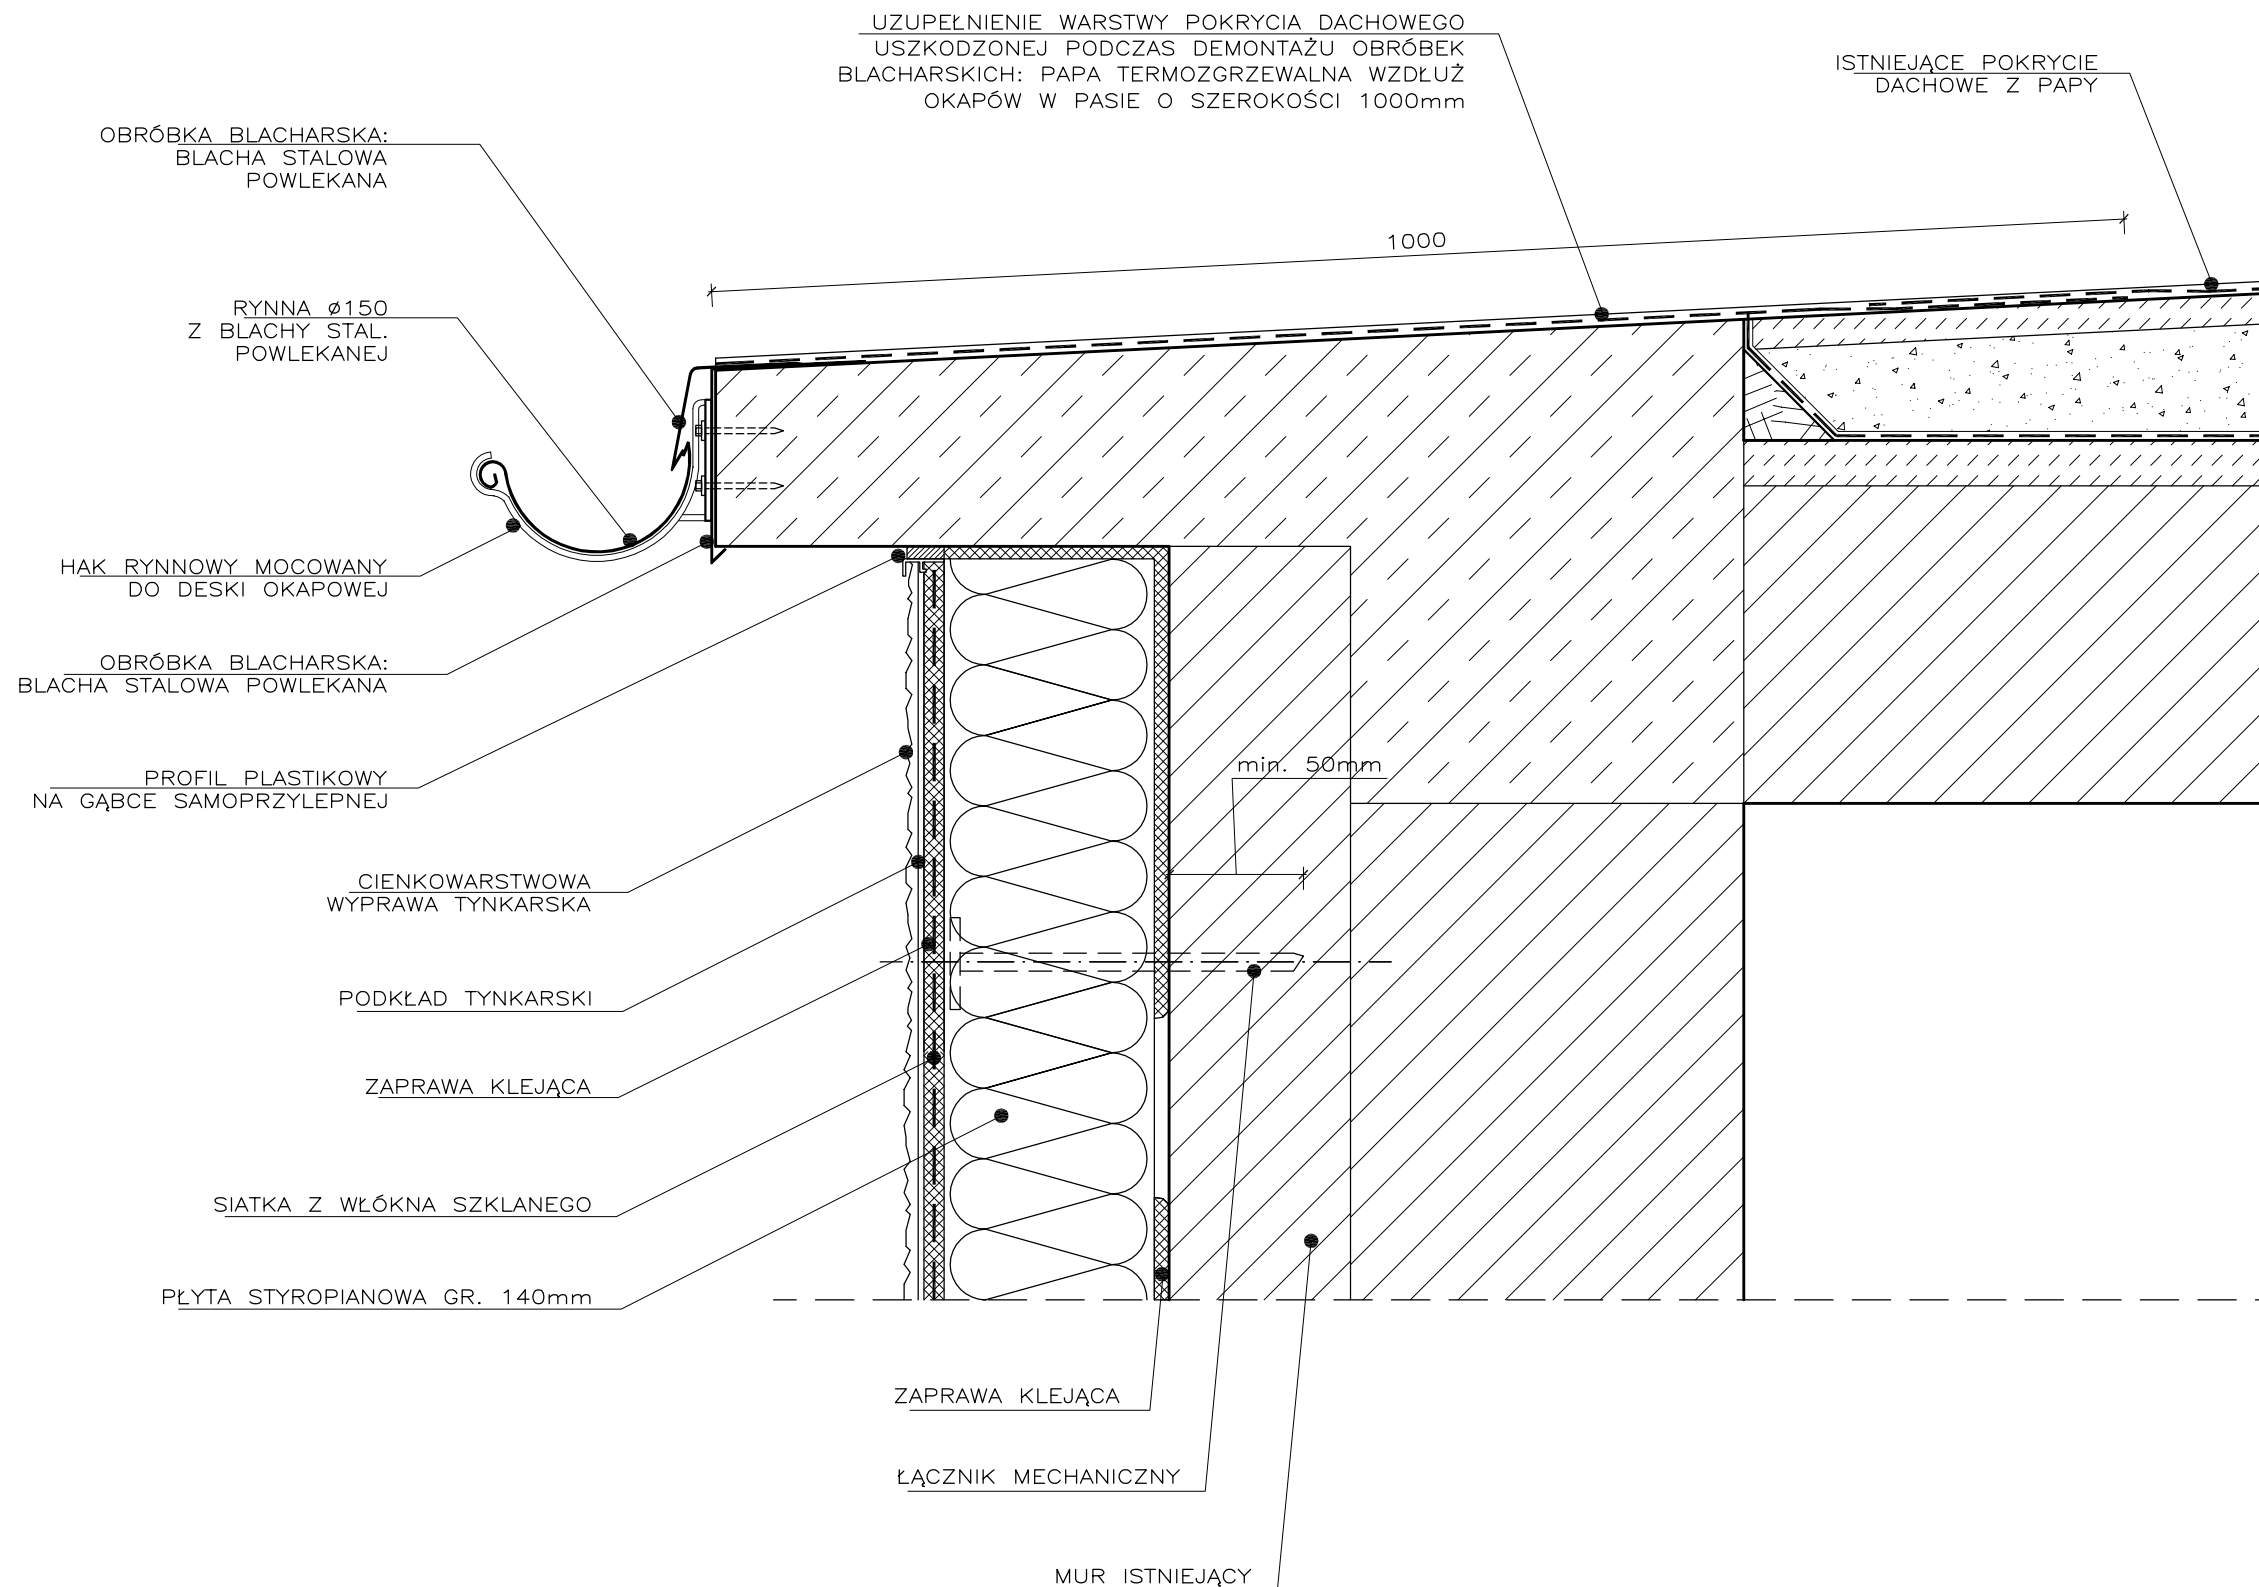 UZUPEŁNIENIE WARSTWY POKRYCIA DACHOWEGO
USZKODZONEJ PODCZAS DEMONTAŻU OBRÓBEK
BLACHARSKICH: PAPA TERMOZGRZEWALNA WZDŁUŻ
OKAPÓW W PASIE O SZEROKOŚCI 1000mm
ISTNIEJĄCE POKRYCIE
DACHOWE Z PAPY
OBRÓBKA BLACHARSKA:
BLACHA STALOWA
POWLEKANA
1000
RYNNA Ø150
Z BLACHY STAL.
POWLEKANEJ
HAK RYNNOWY MOCOWANY
DO DESKI OKAPOWEJ
OBRÓBKA BLACHARSKA:
BLACHA STALOWA POWLEKANA
PROFIL PLASTIKOWY
NA GĄBCE SAMOPRZYLEPNEJ
min. 50mm
CIENKOWARSTWOWA
WYPRAWA TYNKARSKA
PODKŁAD TYNKARSKI
ZAPRAWA KLEJĄCA
SIATKA Z WŁÓKNA SZKLANEGO
PŁYTA STYROPIANOWA GR. 140mm
ZAPRAWA KLEJĄCA
ŁĄCZNIK MECHANICZNY
MUR ISTNIEJĄCY